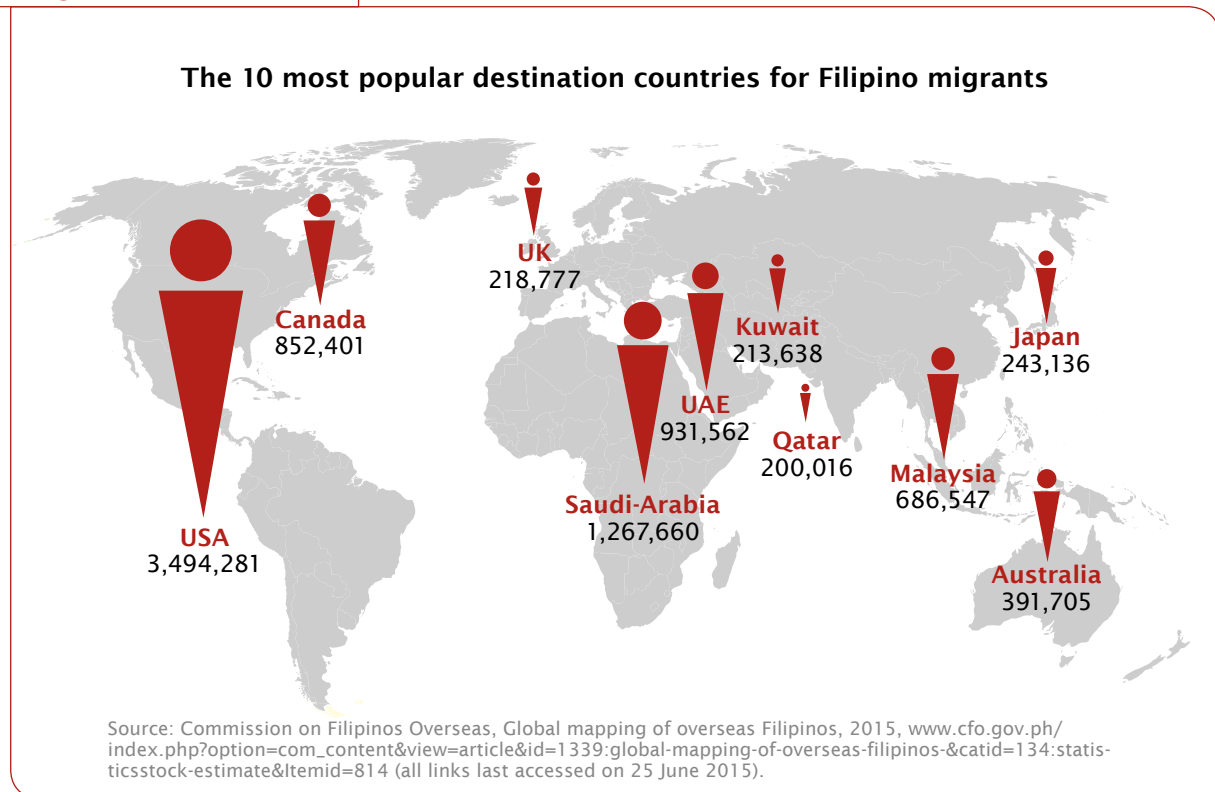 The 10 most popular destination countries for Filipino migrants
UK
218,777
Canada
852,401
Kuwait
213,638
Japan
243,136
UAE
931,562
Qatar
200,016
Malaysia
686,547
Saudi-Arabia
1,267,660
USA
3,494,281
Australia
391,705
Source: Commission on Filipinos Overseas, Global mapping of overseas Filipinos, 2015, www.cfo.gov.ph/
index.php?option=com_content&view=article&id=1339:global-mapping-of-overseas-filipinos-&catid=134:statis-
ticsstock-estimate&Itemid=814 (all links last accessed on 25 June 2015).